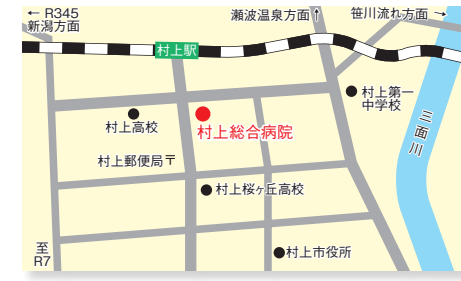 ← R345
新潟方面
瀬波温泉方面↑
笹川流れ方面 →
村上駅
村上第一
中学校
村上高校
村上総合病院
三面川
村上郵便局〒
村上桜ヶ丘高校
至
R7
村上市役所